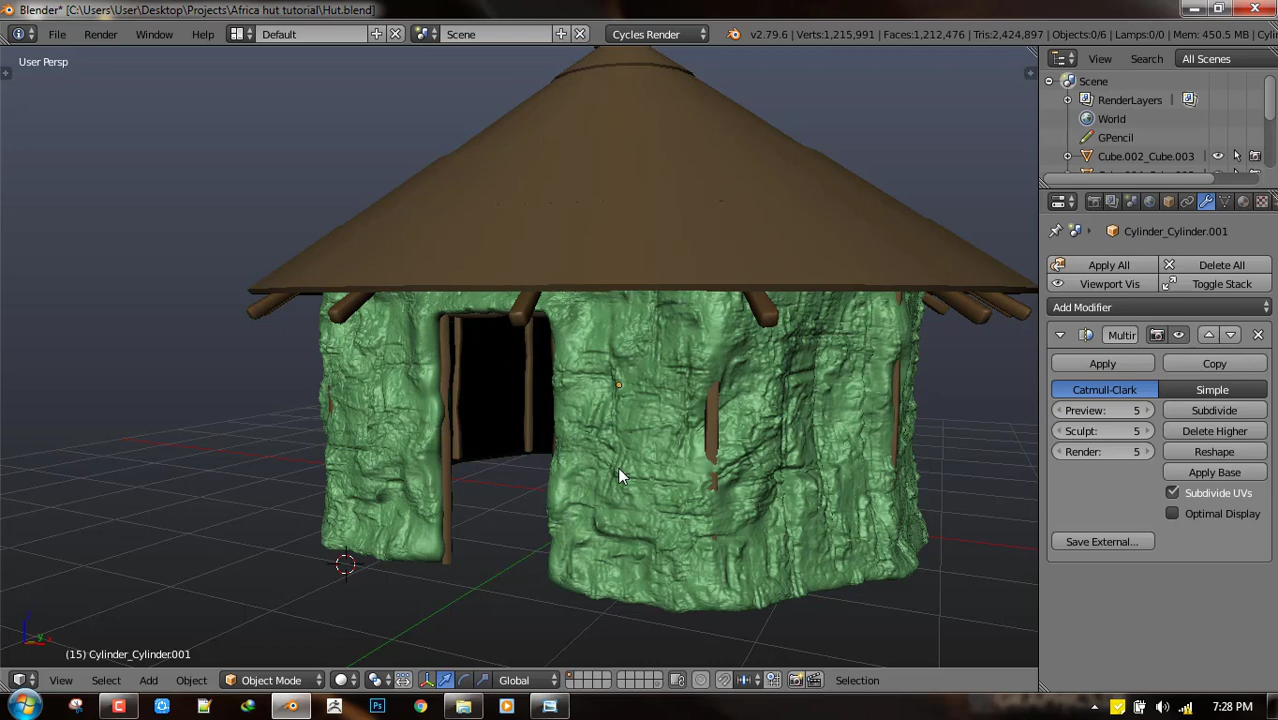 Blender* [C:\Users\User\Desktop\Projects\Africa hut tutorial\Hut.blend]
File Render Window Help Default Scene Cycles Render v2.79.6 | Verts:1,215,991 | Faces:1,212,476 | Tris:2,424,897 | Objects:0/6 | Lamps:0/0 | Mem: 450.5 MB | Cylin
User Persp
View Search All Scenes
Scene
RenderLayers
World
GPencil
Cube.002_Cube.003
Cylinder_Cylinder.001
Apply All Delete All
Viewport Vis Toggle Stack
Add Modifier
Multir
Apply Copy
Catmull-Clark Simple
Preview: 5 Subdivide
Sculpt: 5 Delete Higher
Render: 5 Reshape
Apply Base
Subdivide UVs
Optimal Display
Save External...
(15) Cylinder_Cylinder.001
View Select Add Object Object Mode Global Selection
7:28 PM